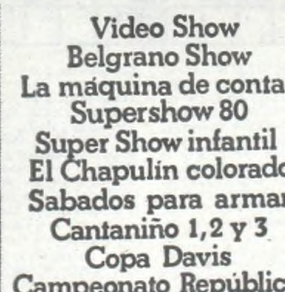 Video Show
Belgrano Show
La máquina de conta
Supershow 80
Super Show infantil
El Chapulín colorado
Sabados para armar
Cantaniño 1,2 y 3
Copa Davis
Campeonato Repúblic